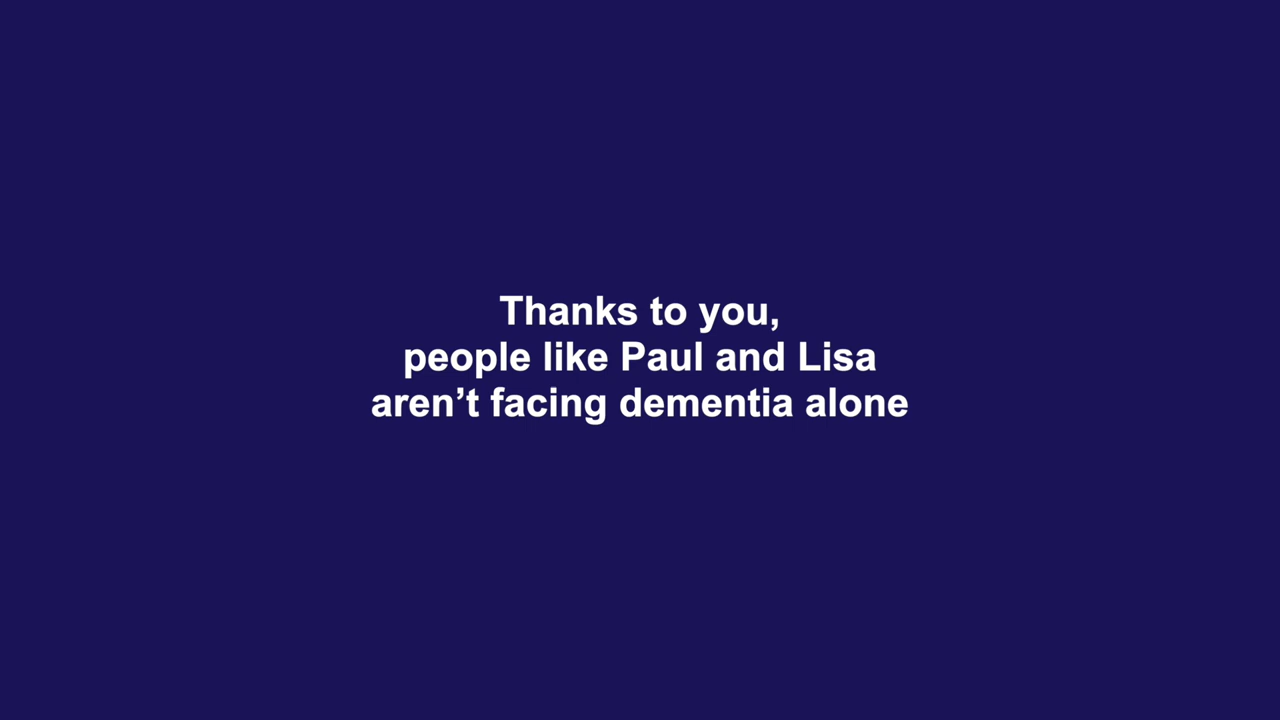 Thanks to you,
people like Paul and Lisa
aren’t facing dementia alone